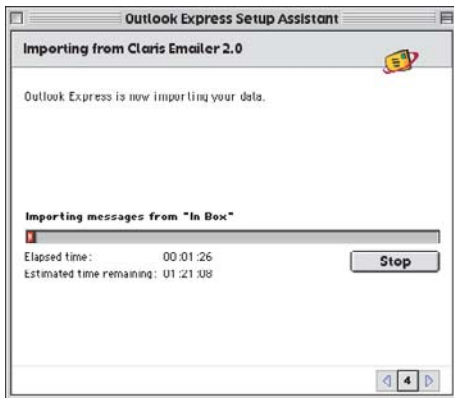 Outlook Express Setup Assistant
Importing from Claris Emailer 2.0
Outlook Express is now importing your data.
Importing messages from "In Box"
Elapsed time: 00:01:26
Stop
Estimated time remaining: 01:21:08
4